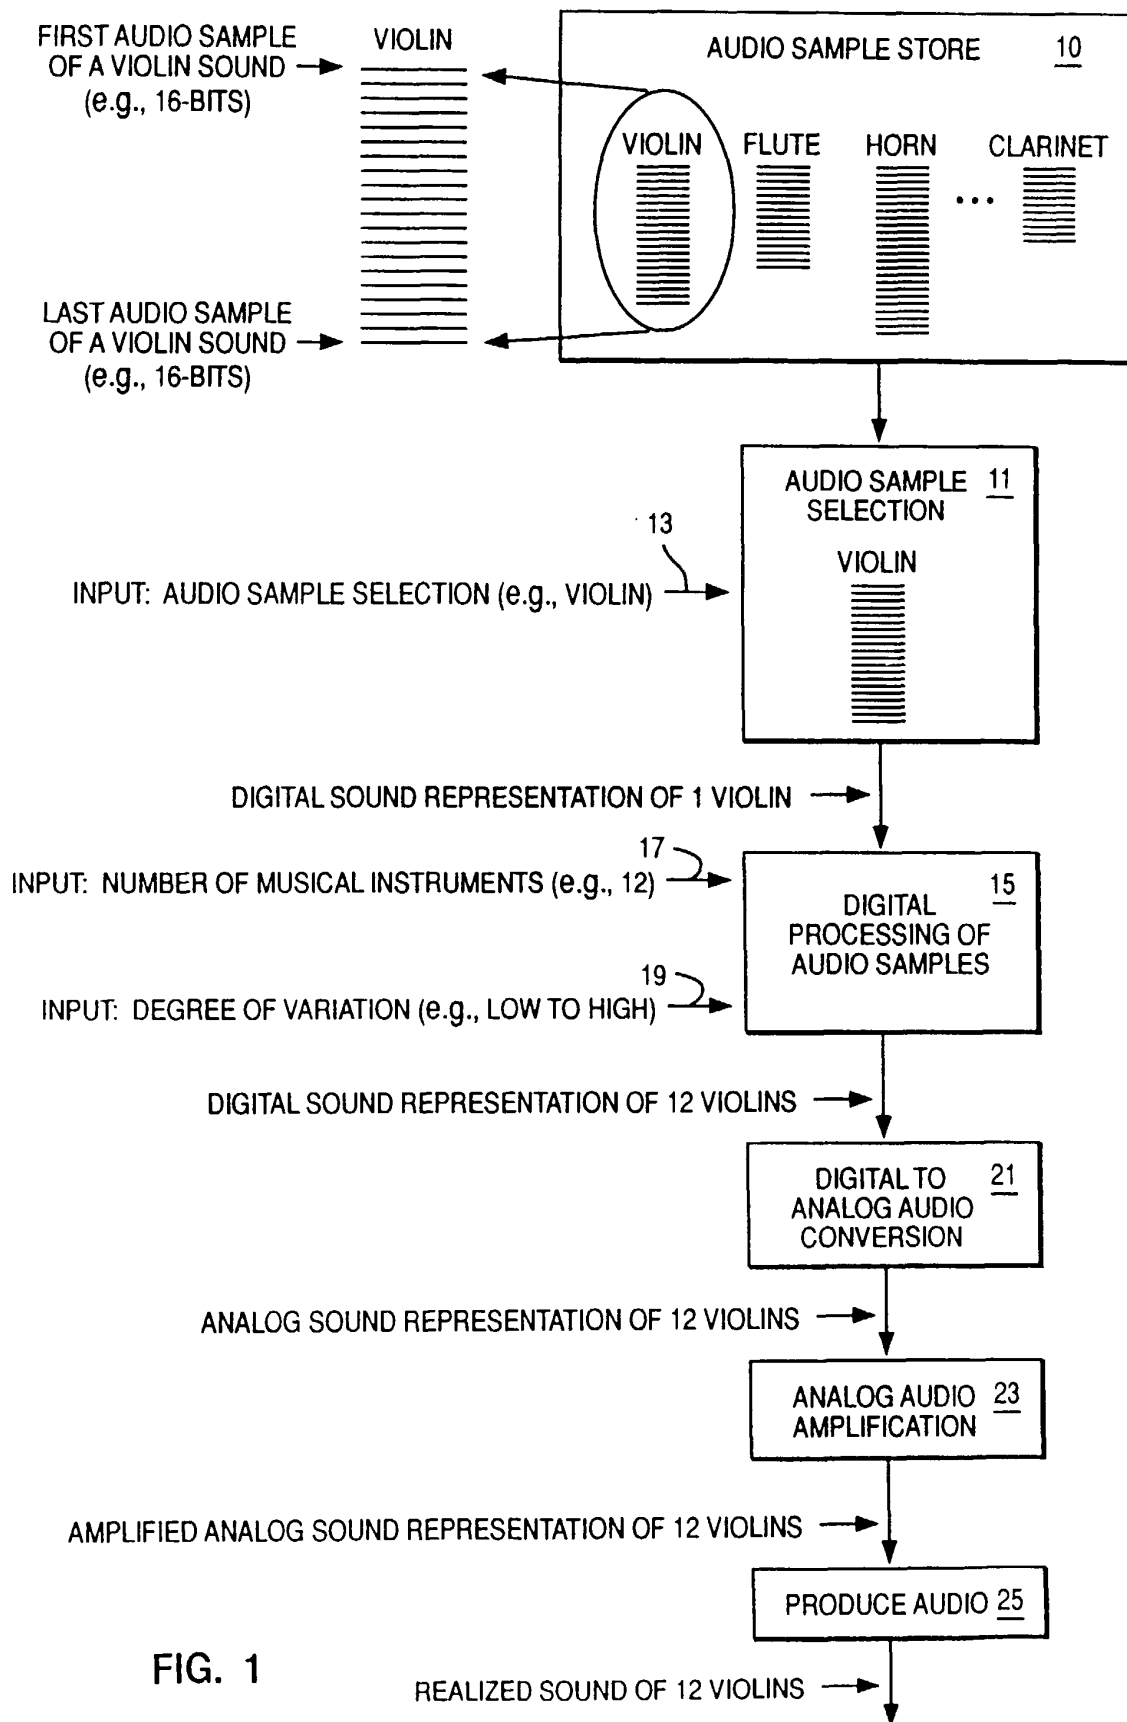 FIRST AUDIO SAMPLE
OF A VIOLIN SOUND
(e.g., 16-BITS)
VIOLIN
LAST AUDIO SAMPLE
OF A VIOLIN SOUND
(e.g., 16-BITS)
AUDIO SAMPLE STORE 10
VIOLIN FLUTE HORN ... CLARINET
AUDIO SAMPLE 11
SELECTION
VIOLIN
13
INPUT: AUDIO SAMPLE SELECTION (e.g., VIOLIN)
DIGITAL SOUND REPRESENTATION OF 1 VIOLIN
17
INPUT: NUMBER OF MUSICAL INSTRUMENTS (e.g., 12)
15
DIGITAL
PROCESSING OF
AUDIO SAMPLES
19
INPUT: DEGREE OF VARIATION (e.g., LOW TO HIGH)
DIGITAL SOUND REPRESENTATION OF 12 VIOLINS
DIGITAL TO 21
ANALOG AUDIO
CONVERSION
ANALOG SOUND REPRESENTATION OF 12 VIOLINS
ANALOG AUDIO 23
AMPLIFICATION
AMPLIFIED ANALOG SOUND REPRESENTATION OF 12 VIOLINS
PRODUCE AUDIO 25
REALIZED SOUND OF 12 VIOLINS
FIG. 1